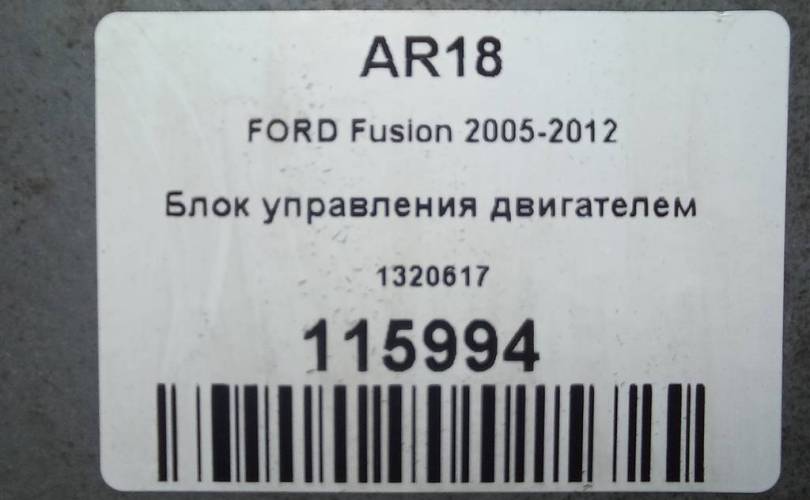 AR18
FORD Fusion 2005-2012
Блок управления двигателем
1320617
115994